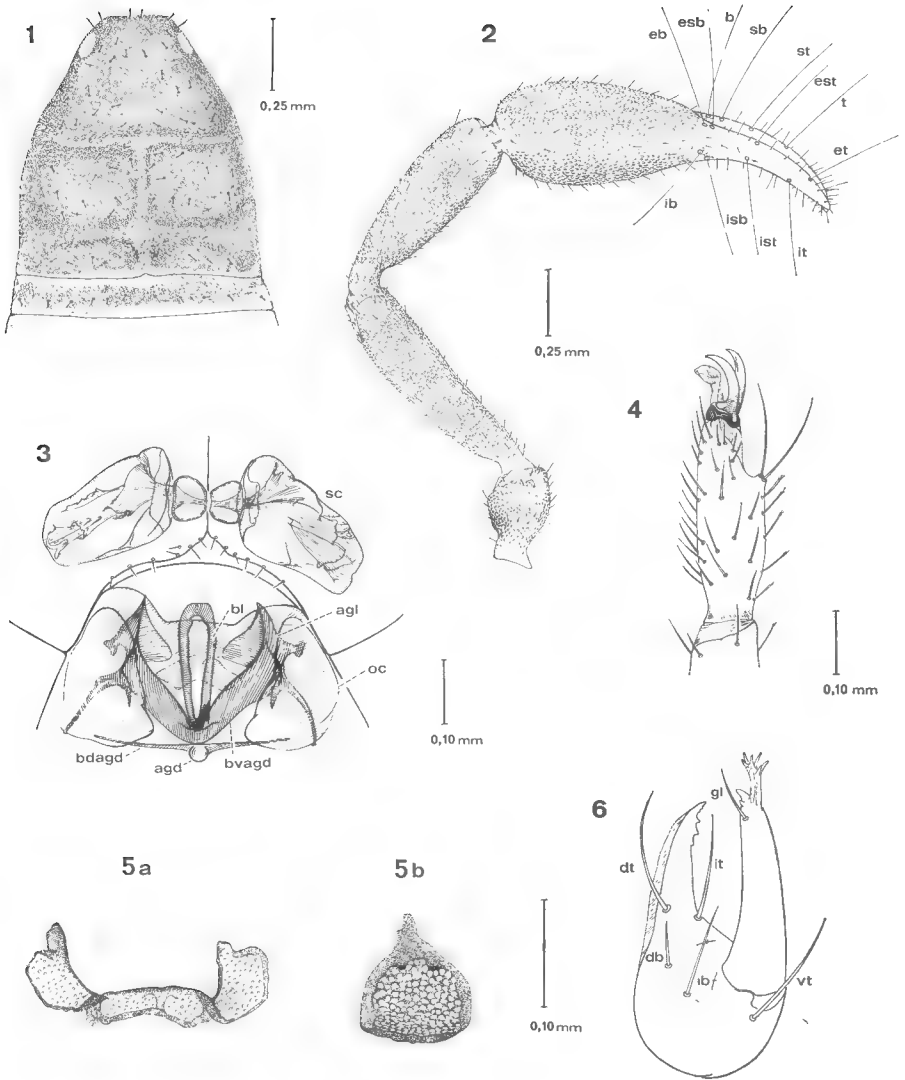 1
0,25 mm
2
eb
esb
b
sb
st
est
t
et
ib
isb
ist
it
0,25 mm
3
sc
bl
agl
oc
bdagd
agd
bvagd
0,10 mm
4
0,10 mm
5a
5b
0,10 mm
6
gl
dt
it
db
vt